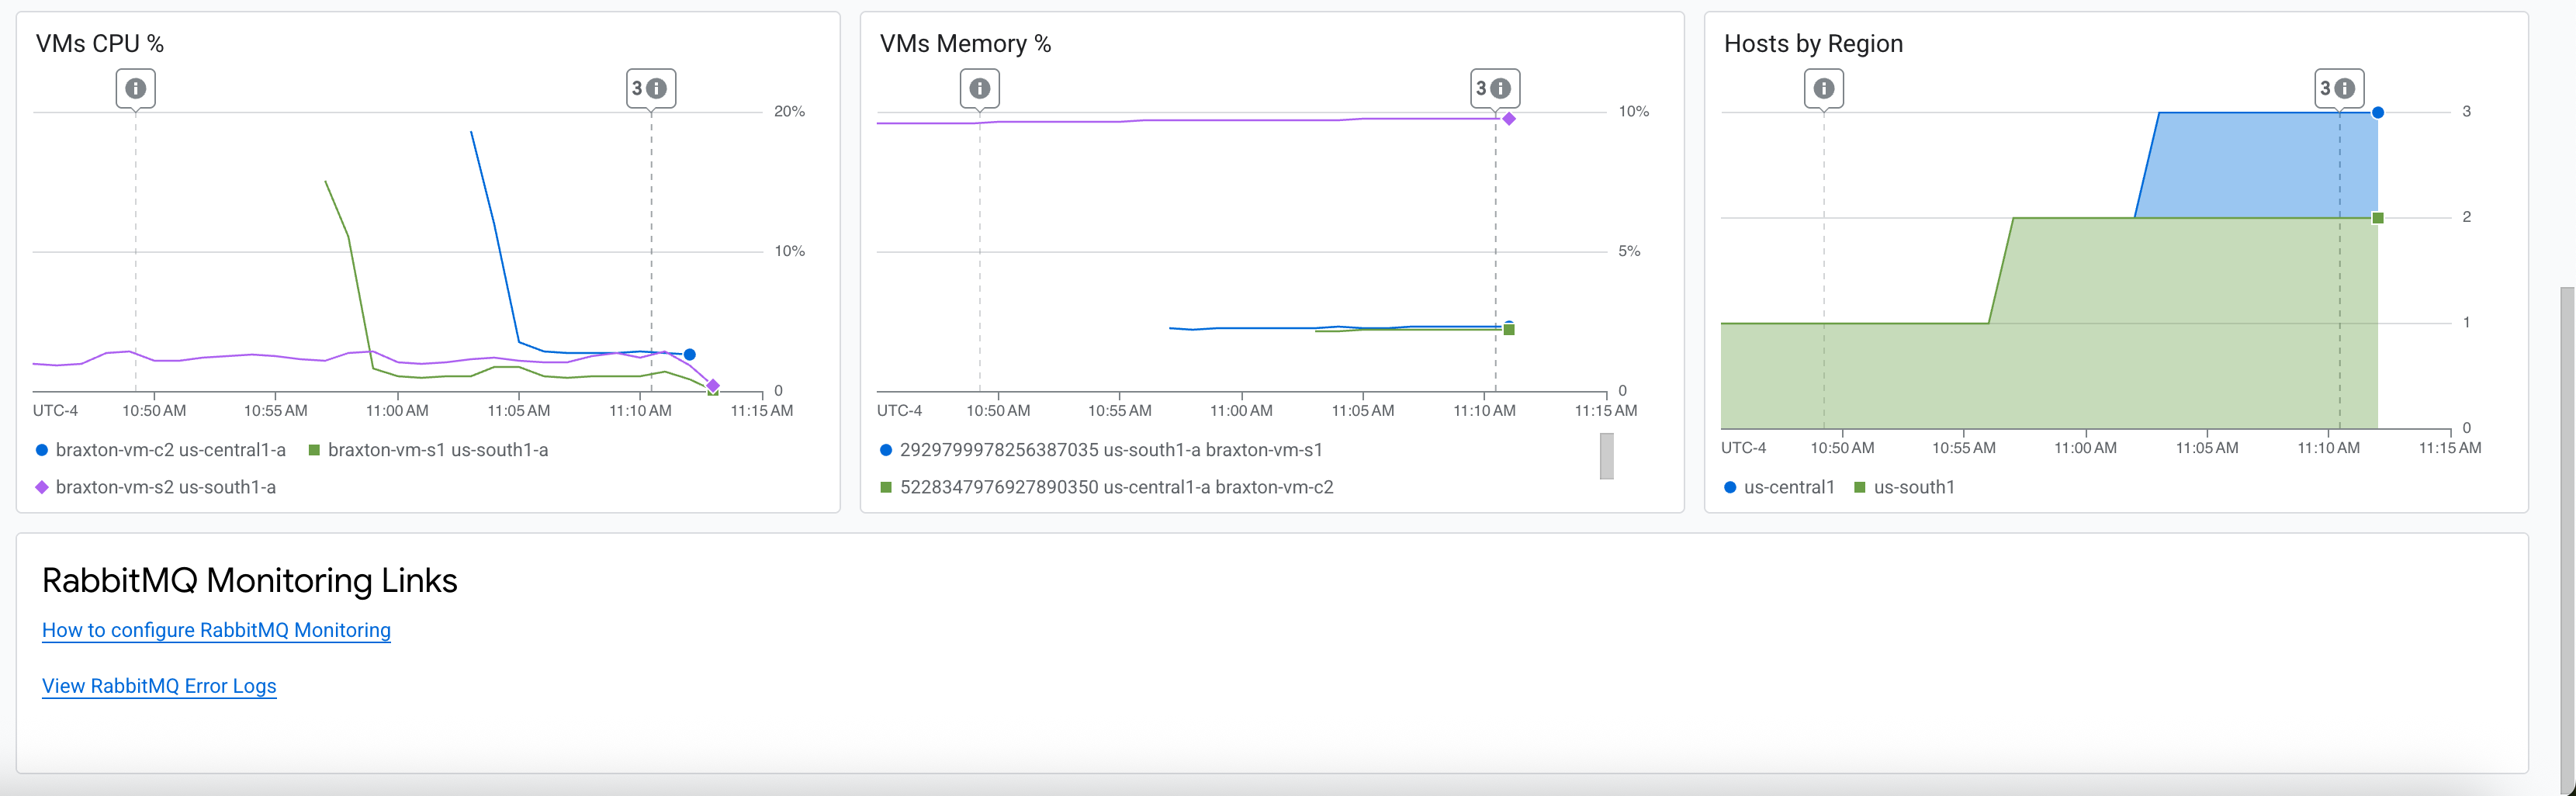 VMs CPU %
3
20%
10%
0
UTC-4 10:50 AM 10:55 AM 11:00 AM 11:05 AM 11:10 AM 11:15 AM
braxton-vm-c2 us-central1-a braxton-vm-s1 us-south1-a
braxton-vm-s2 us-south1-a
VMs Memory %
3
10%
5%
0
UTC-4 10:50 AM 10:55 AM 11:00 AM 11:05 AM 11:10 AM 11:15 AM
2929799978256387035 us-south1-a braxton-vm-s1
5228347976927890350 us-central1-a braxton-vm-c2
Hosts by Region
3
3
2
1
0
UTC-4 10:50 AM 10:55 AM 11:00 AM 11:05 AM 11:10 AM 11:15 AM
us-central1 us-south1
RabbitMQ Monitoring Links
How to configure RabbitMQ Monitoring
View RabbitMQ Error Logs